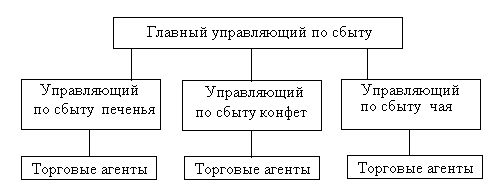 Главный управляющий по сбыту
Управляющий
по сбыту печенья
Управляющий
по сбыту конфет
Управляющий
по сбыту чая
Торговые агенты
Торговые агенты
Торговые агенты